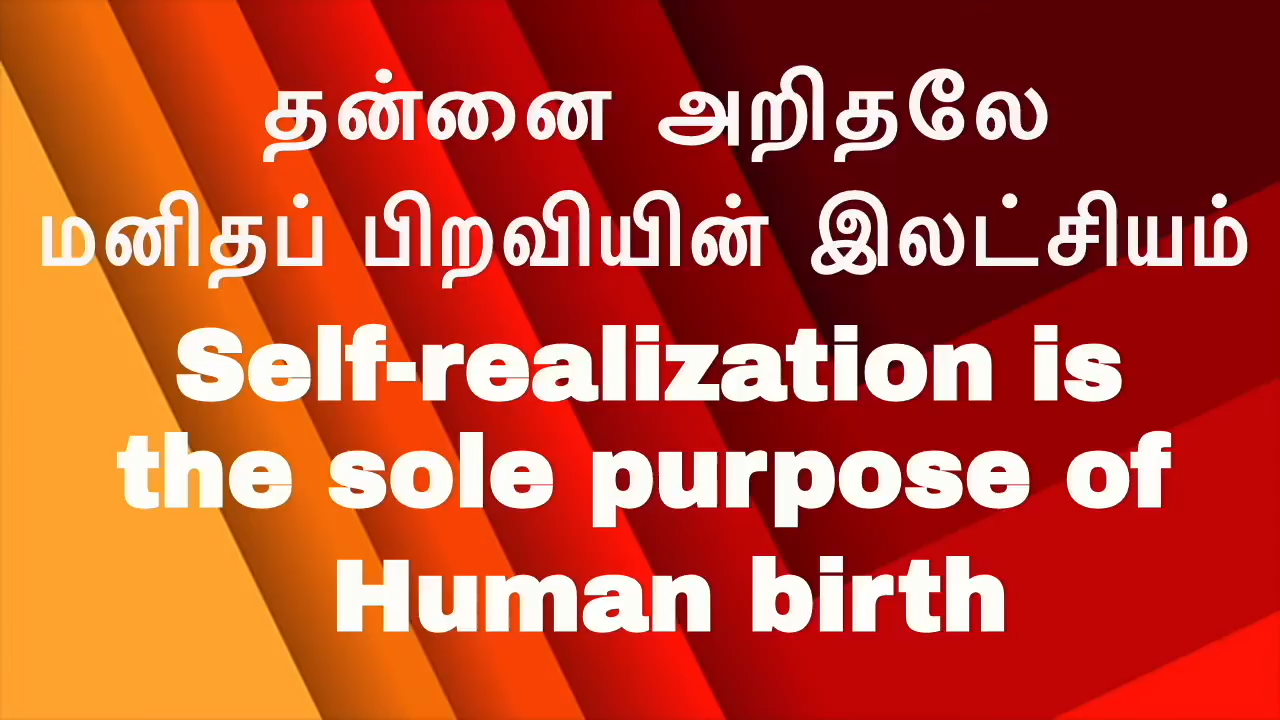 தன்னை அறிதலே
மனிதப் பிறவியின் இலட்சியம்
Self-realization is
the sole purpose of
Human birth